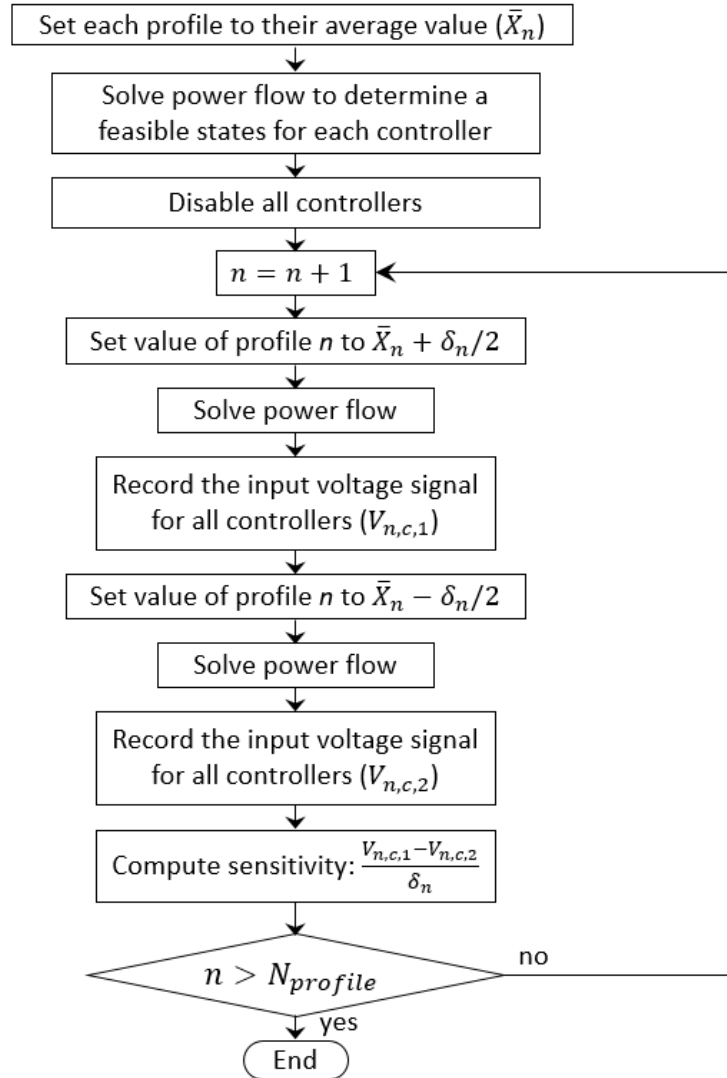 Set each profile to their average value (X̄ₙ)
Solve power flow to determine a
feasible states for each controller
Disable all controllers
n = n + 1
Set value of profile n to X̄ₙ + δₙ/2
Solve power flow
Record the input voltage signal
for all controllers (Vₙ,c,₁)
Set value of profile n to X̄ₙ − δₙ/2
Solve power flow
Record the input voltage signal
for all controllers (Vₙ,c,₂)
Compute sensitivity: (Vₙ,c,₁−Vₙ,c,₂)/δₙ
no
n > N_profile
yes
End